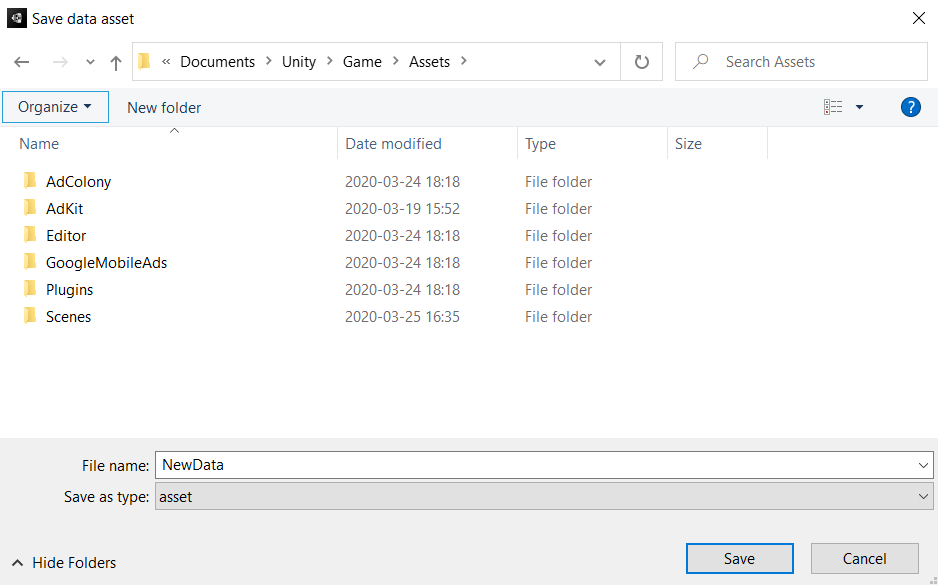 Save data asset
« Documents > Unity > Game > Assets >
Search Assets
Organize
New folder
?
Name Date modified Type Size
AdColony 2020-03-24 18:18 File folder
AdKit 2020-03-19 15:52 File folder
Editor 2020-03-24 18:18 File folder
GoogleMobileAds 2020-03-24 18:18 File folder
Plugins 2020-03-24 18:18 File folder
Scenes 2020-03-25 16:35 File folder
File name: NewData
Save as type: asset
Hide Folders
Save
Cancel